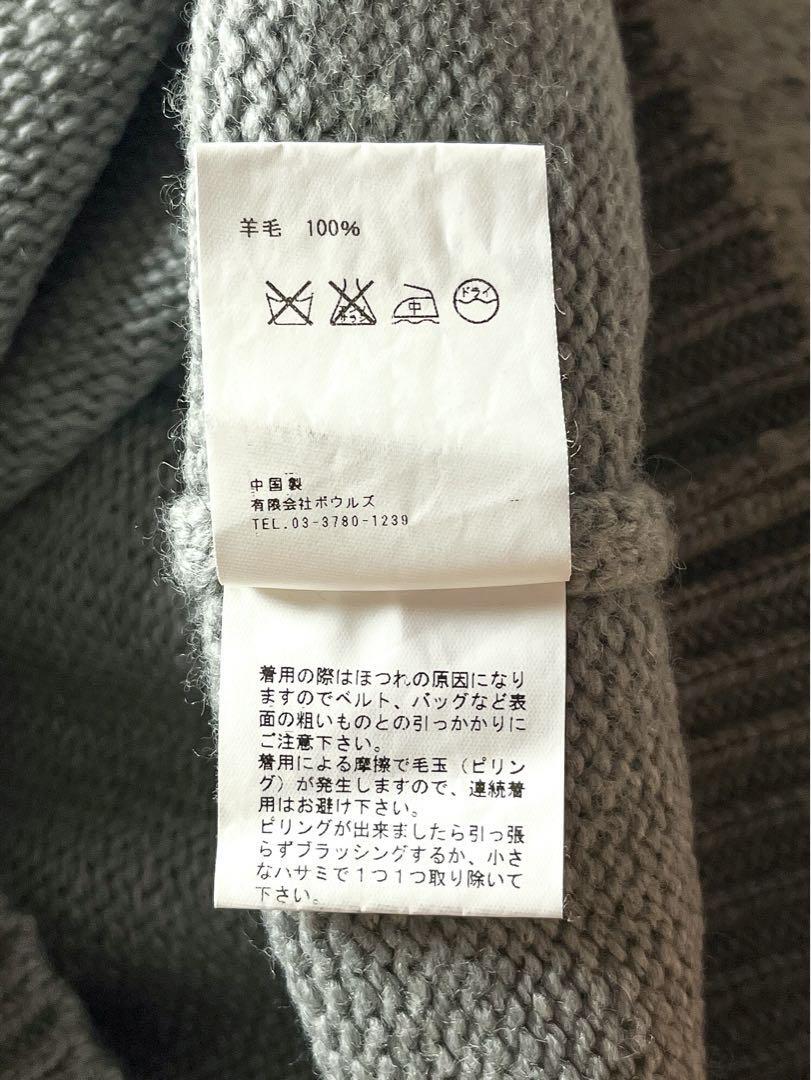 羊毛 100%
中 ドライ
中国製
有限会社ボウルズ
TEL.03-3780-1239
着用の際はほつれの原因になり
ますのでベルト、バッグなど表
面の粗いものとの引っかかりに
ご注意下さい。
着用による摩擦で毛玉（ピリン
グ）が発生しますので、連続着
用はお避け下さい。
ピリングが出来ましたら引っ張
らずブラッシングするか、小さ
なハサミで１つ１つ取り除いて
下さい。